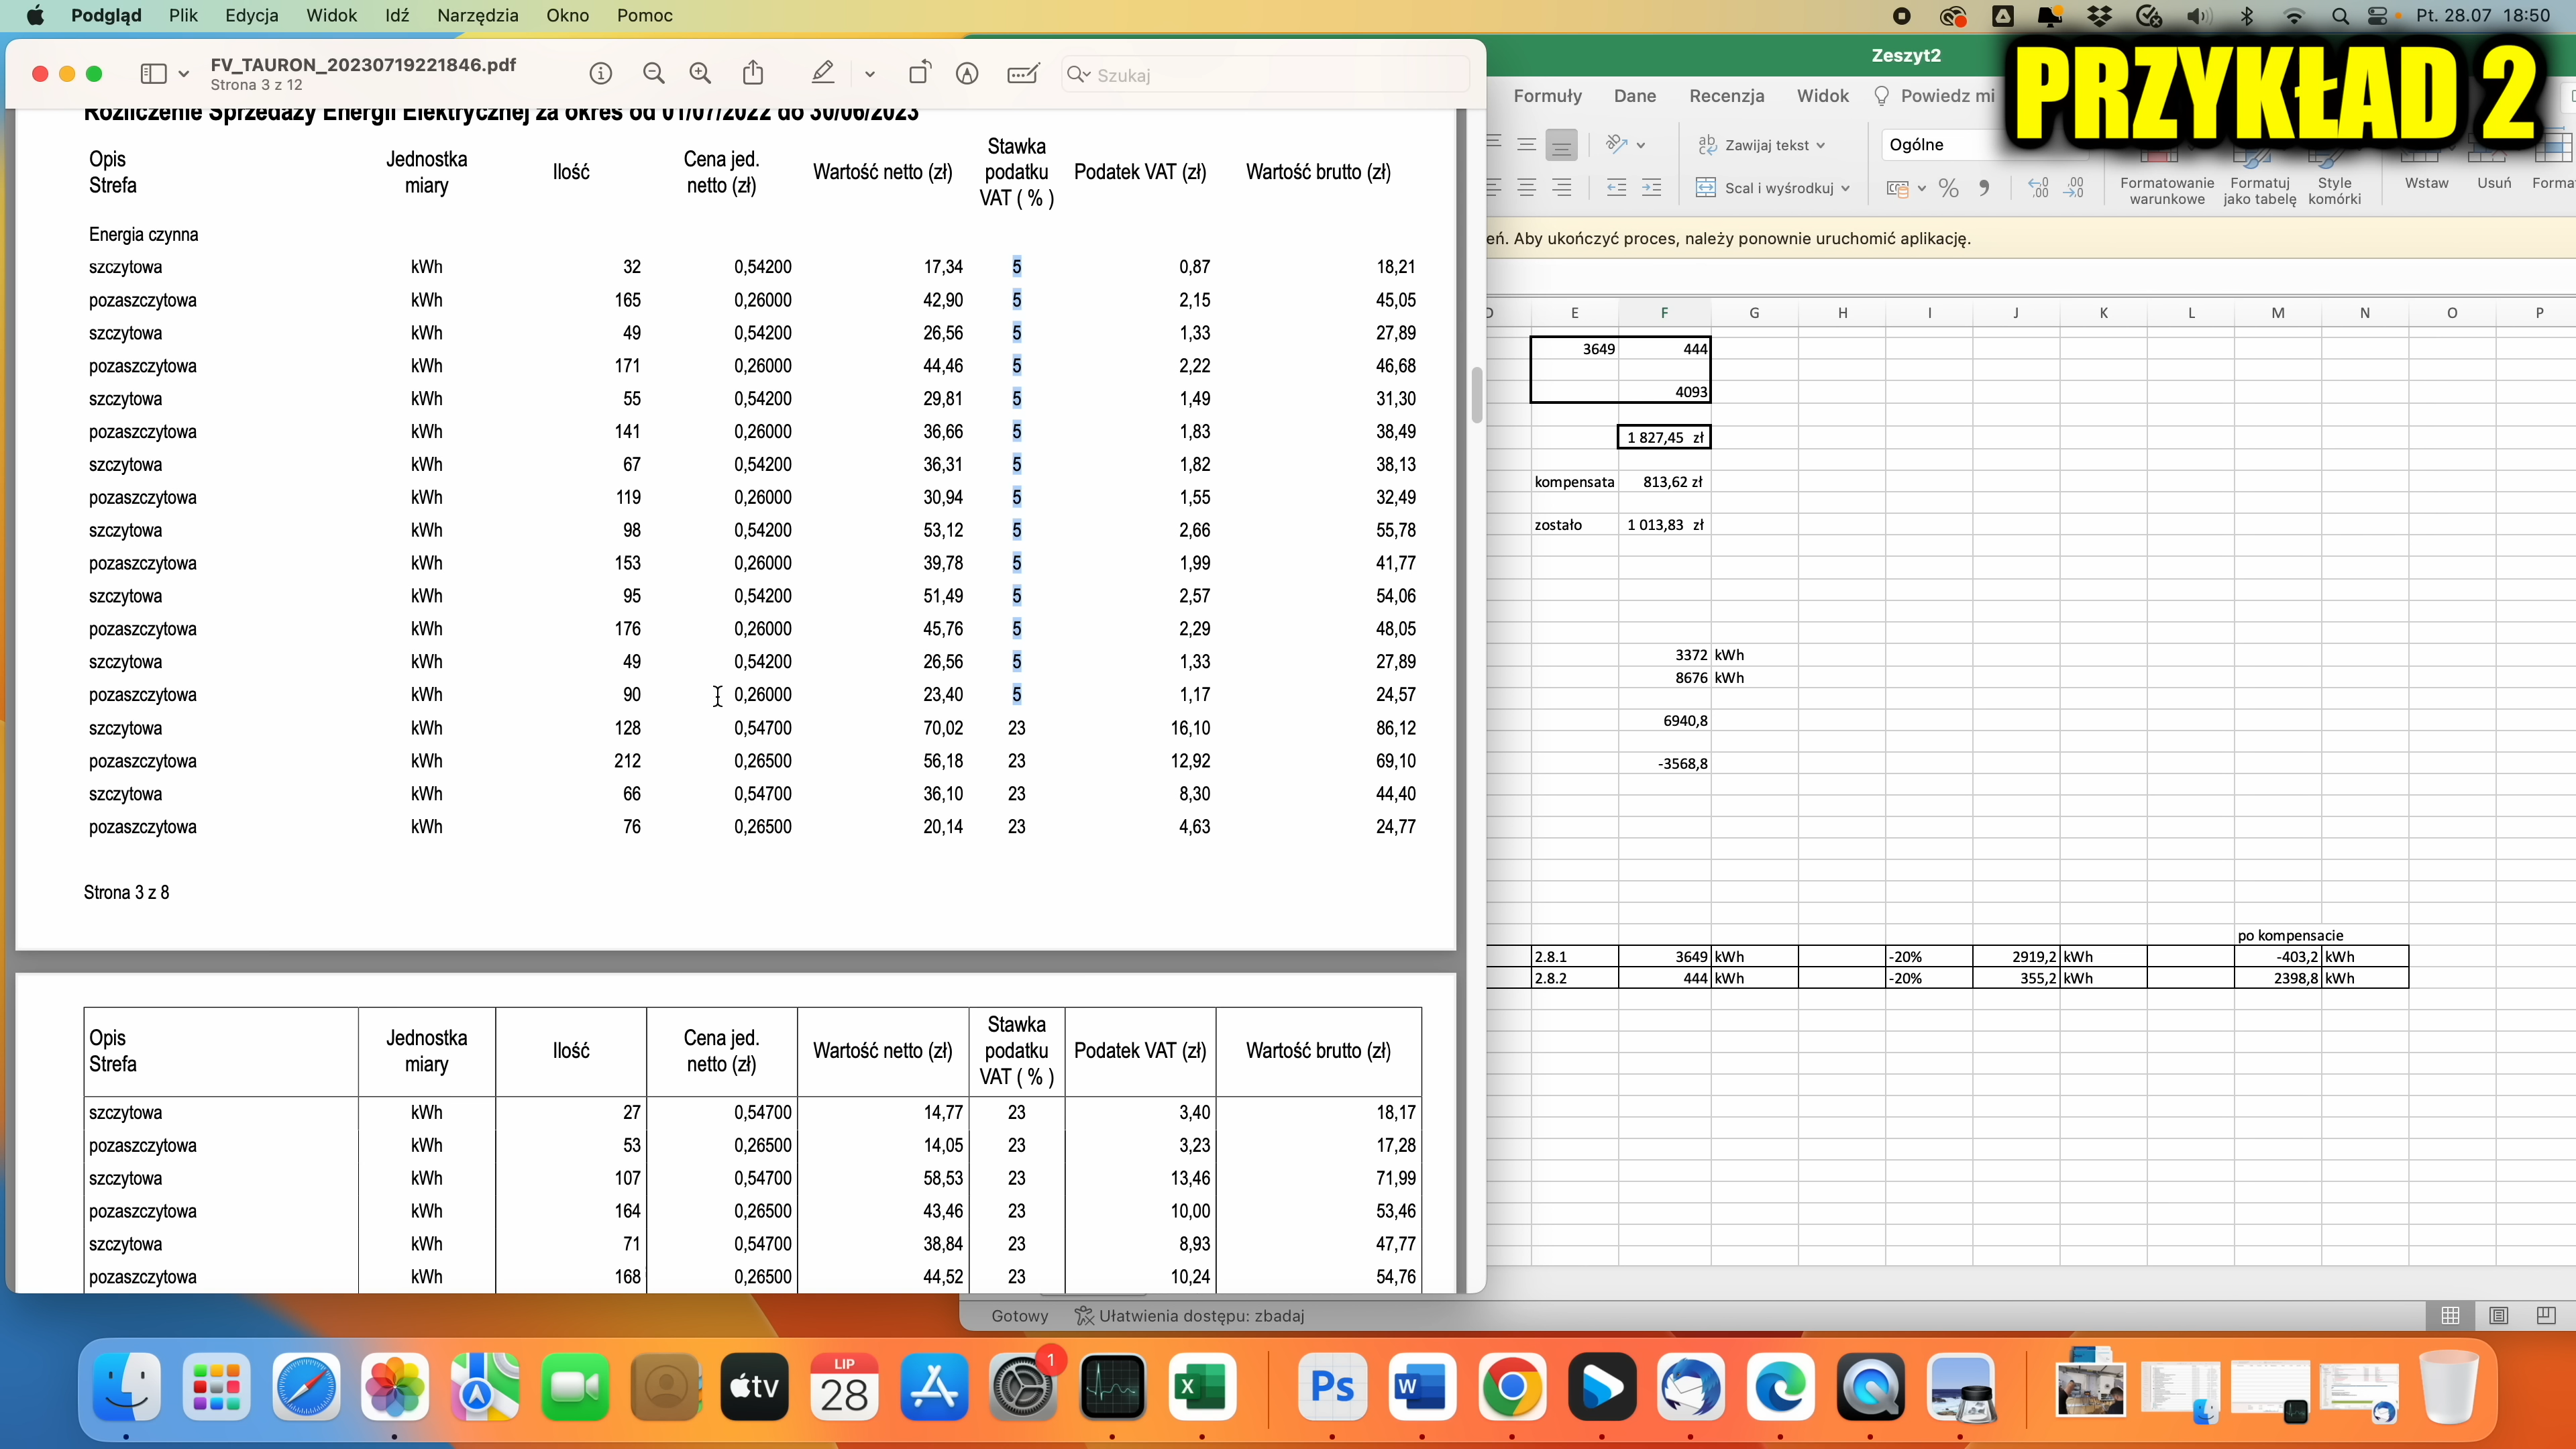 Podgląd Plik Edycja Widok Idź Narzędzia Okno Pomoc Pt. 28.07 18:50
PRZYKŁAD 2
FV_TAURON_20230719221846.pdf
Strona 3 z 12
Szukaj
Rozliczenie Sprzedaży Energii Elektrycznej za okres od 01/07/2022 do 30/06/2023
Opis Strefa Jednostka miary Ilość Cena jed. netto (zł) Wartość netto (zł) Stawka podatku VAT ( % ) Podatek VAT (zł) Wartość brutto (zł)
Energia czynna
szczytowa kWh 32 0,54200 17,34 5 0,87 18,21
pozaszczytowa kWh 165 0,26000 42,90 5 2,15 45,05
szczytowa kWh 49 0,54200 26,56 5 1,33 27,89
pozaszczytowa kWh 171 0,26000 44,46 5 2,22 46,68
szczytowa kWh 55 0,54200 29,81 5 1,49 31,30
pozaszczytowa kWh 141 0,26000 36,66 5 1,83 38,49
szczytowa kWh 67 0,54200 36,31 5 1,82 38,13
pozaszczytowa kWh 119 0,26000 30,94 5 1,55 32,49
szczytowa kWh 98 0,54200 53,12 5 2,66 55,78
pozaszczytowa kWh 153 0,26000 39,78 5 1,99 41,77
szczytowa kWh 95 0,54200 51,49 5 2,57 54,06
pozaszczytowa kWh 176 0,26000 45,76 5 2,29 48,05
szczytowa kWh 49 0,54200 26,56 5 1,33 27,89
pozaszczytowa kWh 90 0,26000 23,40 5 1,17 24,57
szczytowa kWh 128 0,54700 70,02 23 16,10 86,12
pozaszczytowa kWh 212 0,26500 56,18 23 12,92 69,10
szczytowa kWh 66 0,54700 36,10 23 8,30 44,40
pozaszczytowa kWh 76 0,26500 20,14 23 4,63 24,77
Strona 3 z 8
Opis Strefa Jednostka miary Ilość Cena jed. netto (zł) Wartość netto (zł) Stawka podatku VAT ( % ) Podatek VAT (zł) Wartość brutto (zł)
szczytowa kWh 27 0,54700 14,77 23 3,40 18,17
pozaszczytowa kWh 53 0,26500 14,05 23 3,23 17,28
szczytowa kWh 107 0,54700 58,53 23 13,46 71,99
pozaszczytowa kWh 164 0,26500 43,46 23 10,00 53,46
szczytowa kWh 71 0,54700 38,84 23 8,93 47,77
pozaszczytowa kWh 168 0,26500 44,52 23 10,24 54,76
Zeszyt2
Formuły Dane Recenzja Widok Powiedz mi
Zawijaj tekst Ogólne
Scal i wyśrodkuj
Formatowanie warunkowe Formatuj jako tabelę Style komórki Wstaw Usuń Forma
eń. Aby ukończyć proces, należy ponownie uruchomić aplikację.
D E F G H I J K L M N O P
3649 444
4093
1 827,45 zł
kompensata 813,62 zł
zostało 1 013,83 zł
3372 kWh
8676 kWh
6940,8
-3568,8
po kompensacie
2.8.1 3649 kWh -20% 2919,2 kWh -403,2 kWh
2.8.2 444 kWh -20% 355,2 kWh 2398,8 kWh
Gotowy Ułatwienia dostępu: zbadaj
tv LIP 28 1 X Ps W